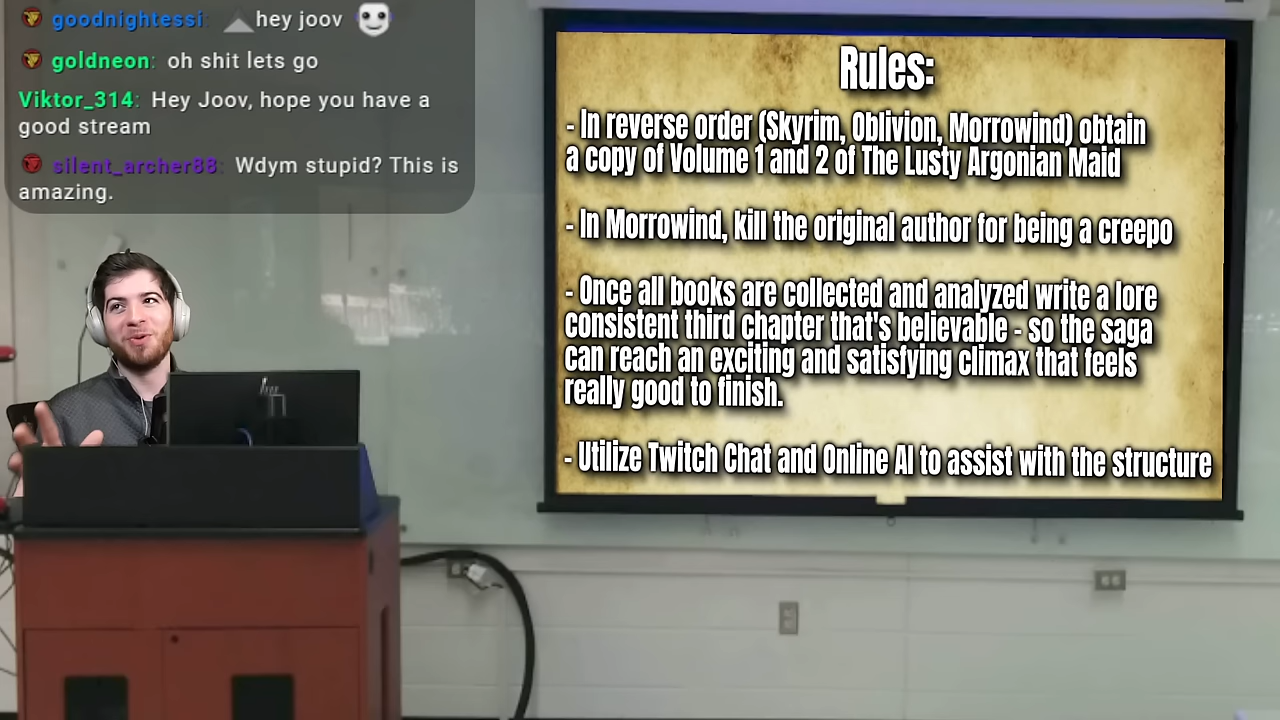 goodnightessi: hey joov
goldneon: oh shit lets go
Viktor_314: Hey Joov, hope you have a
good stream
silent_archer88: Wdym stupid? This is
amazing.
Rules:
- In reverse order (Skyrim, Oblivion, Morrowind) obtain
a copy of Volume 1 and 2 of The Lusty Argonian Maid
- In Morrowind, kill the original author for being a creepo
- Once all books are collected and analyzed write a lore
consistent third chapter that's believable - so the saga
can reach an exciting and satisfying climax that feels
really good to finish.
- Utilize Twitch Chat and Online AI to assist with the structure